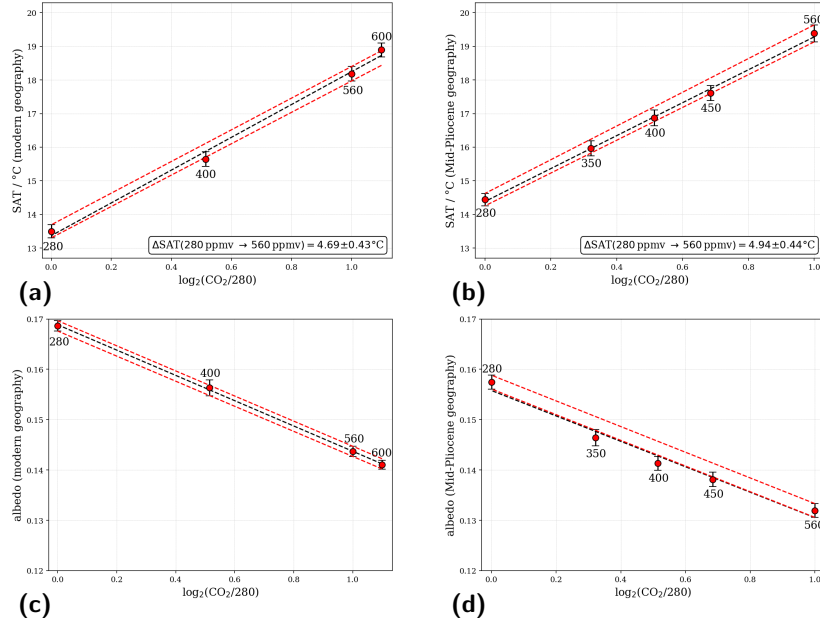 20
19
18
17
16
15
14
13
SAT / °C (modern geography)
280
400
560
600
ΔSAT(280 ppmv → 560 ppmv) = 4.69±0.43°C
0.0 0.2 0.4 0.6 0.8 1.0
log₂(CO₂/280)
(a)
20
19
18
17
16
15
14
13
SAT / °C (Mid-Pliocene geography)
280
350
400
450
560
ΔSAT(280 ppmv → 560 ppmv) = 4.94±0.44°C
0.0 0.2 0.4 0.6 0.8 1.0
log₂(CO₂/280)
(b)
0.17
0.16
0.15
0.14
0.13
0.12
albedo (modern geography)
280
400
560
600
0.0 0.2 0.4 0.6 0.8 1.0
log₂(CO₂/280)
(c)
0.17
0.16
0.15
0.14
0.13
0.12
albedo (Mid-Pliocene geography)
280
350
400
450
560
0.0 0.2 0.4 0.6 0.8 1.0
log₂(CO₂/280)
(d)